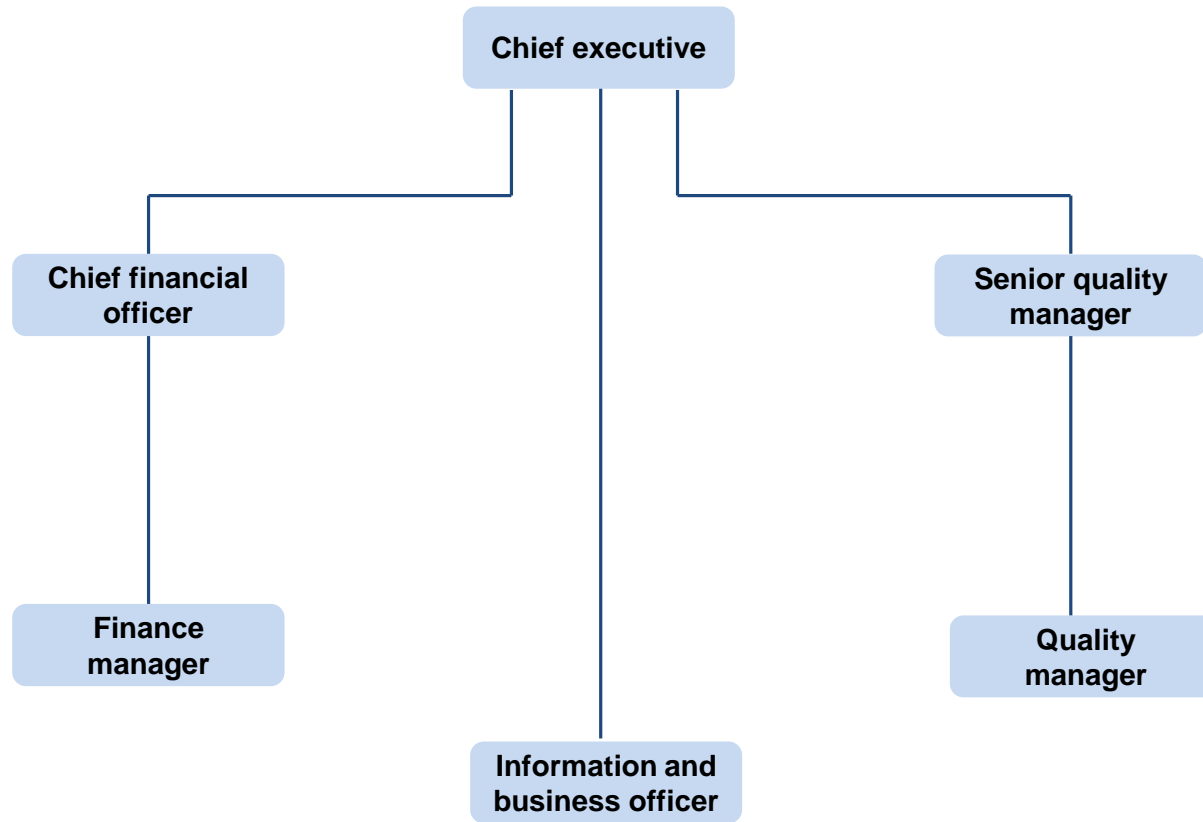 Chief executive
Chief financial
officer
Senior quality
manager
Finance
manager
Quality
manager
Information and
business officer